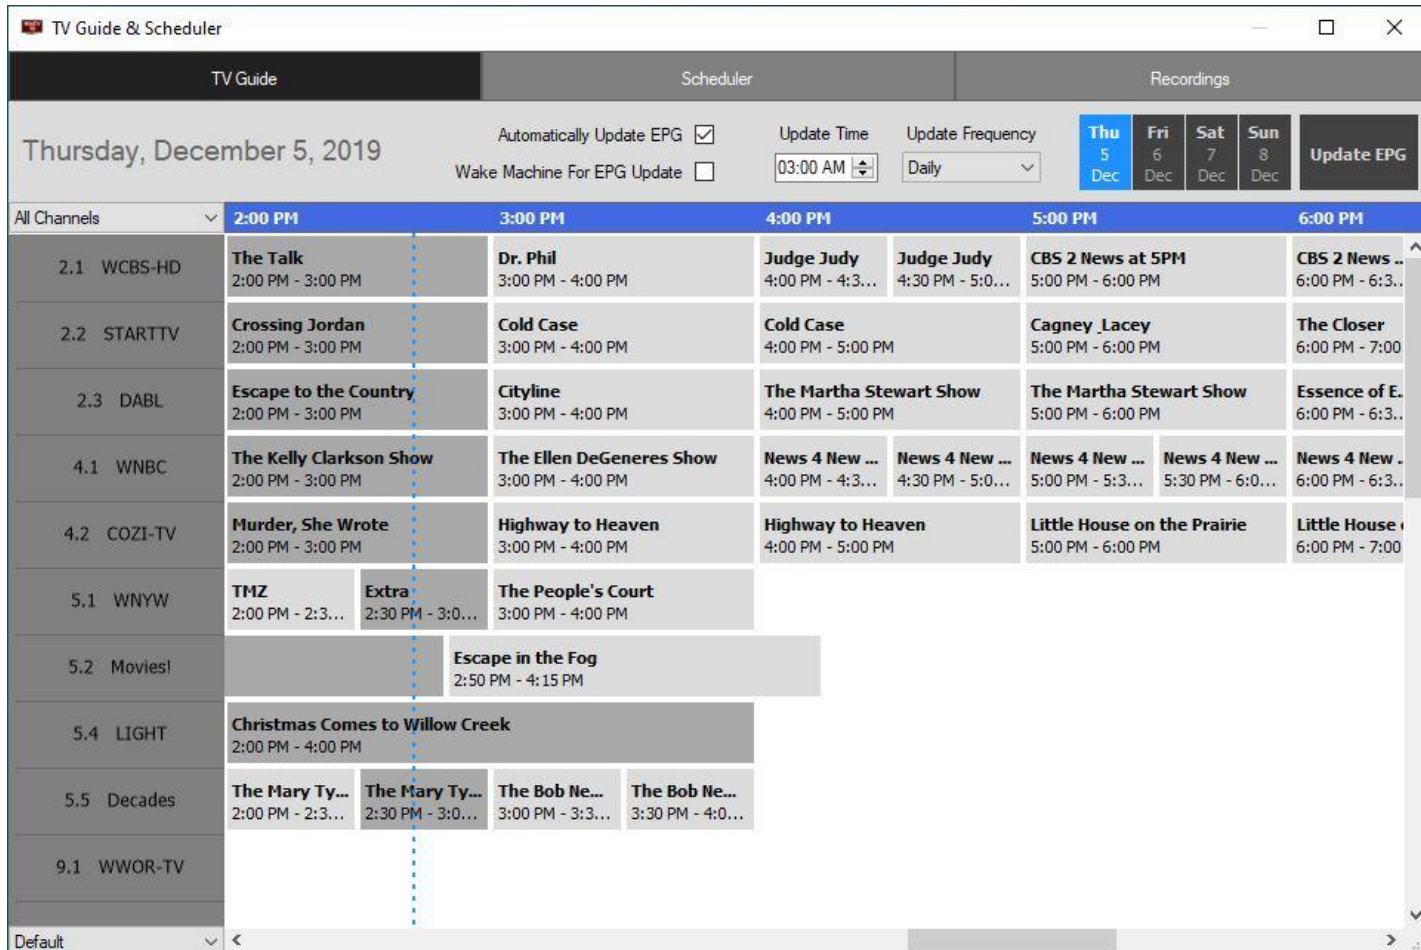 TV Guide & Scheduler
TV Guide
Scheduler
Recordings
Thursday, December 5, 2019
Automatically Update EPG
Wake Machine For EPG Update
Update Time
03:00 AM
Update Frequency
Daily
Thu
5
Dec
Fri
6
Dec
Sat
7
Dec
Sun
8
Dec
Update EPG
All Channels
2:00 PM
3:00 PM
4:00 PM
5:00 PM
6:00 PM
2.1 WCBS-HD
The Talk
2:00 PM - 3:00 PM
Dr. Phil
3:00 PM - 4:00 PM
Judge Judy
4:00 PM - 4:3...
Judge Judy
4:30 PM - 5:0...
CBS 2 News at 5PM
5:00 PM - 6:00 PM
CBS 2 News ..
6:00 PM - 6:3..
2.2 STARTTV
Crossing Jordan
2:00 PM - 3:00 PM
Cold Case
3:00 PM - 4:00 PM
Cold Case
4:00 PM - 5:00 PM
Cagney _Lacey
5:00 PM - 6:00 PM
The Closer
6:00 PM - 7:00
2.3 DABL
Escape to the Country
2:00 PM - 3:00 PM
Cityline
3:00 PM - 4:00 PM
The Martha Stewart Show
4:00 PM - 5:00 PM
The Martha Stewart Show
5:00 PM - 6:00 PM
Essence of E..
6:00 PM - 6:3..
4.1 WNBC
The Kelly Clarkson Show
2:00 PM - 3:00 PM
The Ellen DeGeneres Show
3:00 PM - 4:00 PM
News 4 New ...
4:00 PM - 4:3...
News 4 New ...
4:30 PM - 5:0...
News 4 New ...
5:00 PM - 5:3...
News 4 New ...
5:30 PM - 6:0...
News 4 New ..
6:00 PM - 6:3..
4.2 COZI-TV
Murder, She Wrote
2:00 PM - 3:00 PM
Highway to Heaven
3:00 PM - 4:00 PM
Highway to Heaven
4:00 PM - 5:00 PM
Little House on the Prairie
5:00 PM - 6:00 PM
Little House
6:00 PM - 7:00
5.1 WNYW
TMZ
2:00 PM - 2:3...
Extra
2:30 PM - 3:0...
The People's Court
3:00 PM - 4:00 PM
5.2 Movies!
Escape in the Fog
2:50 PM - 4:15 PM
5.4 LIGHT
Christmas Comes to Willow Creek
2:00 PM - 4:00 PM
5.5 Decades
The Mary Ty...
2:00 PM - 2:3...
The Mary Ty...
2:30 PM - 3:0...
The Bob Ne...
3:00 PM - 3:3...
The Bob Ne...
3:30 PM - 4:0...
9.1 WWOR-TV
Default